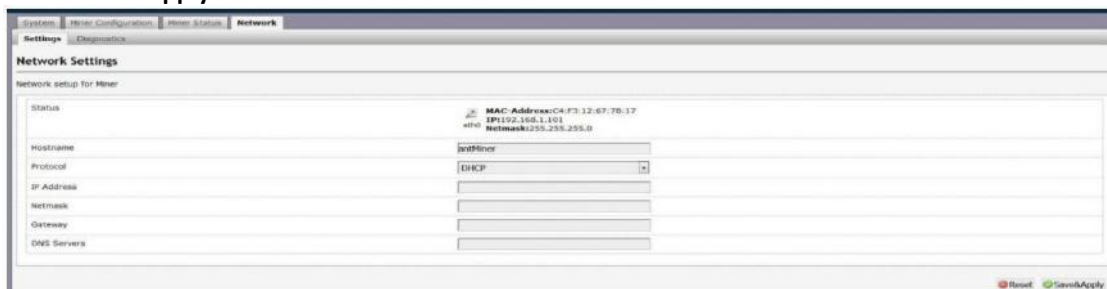 System Miner Configuration Miner Status Network
Settings Diagnostics
Network Settings
Network setup for Miner
Status
MAC-Address:C4:F3:12:67:7B:17
IP:192.168.1.101
eth0 Netmask:255.255.255.0
Hostname antMiner
Protocol DHCP
IP Address
Netmask
Gateway
DNS Servers
Reset Save&Apply